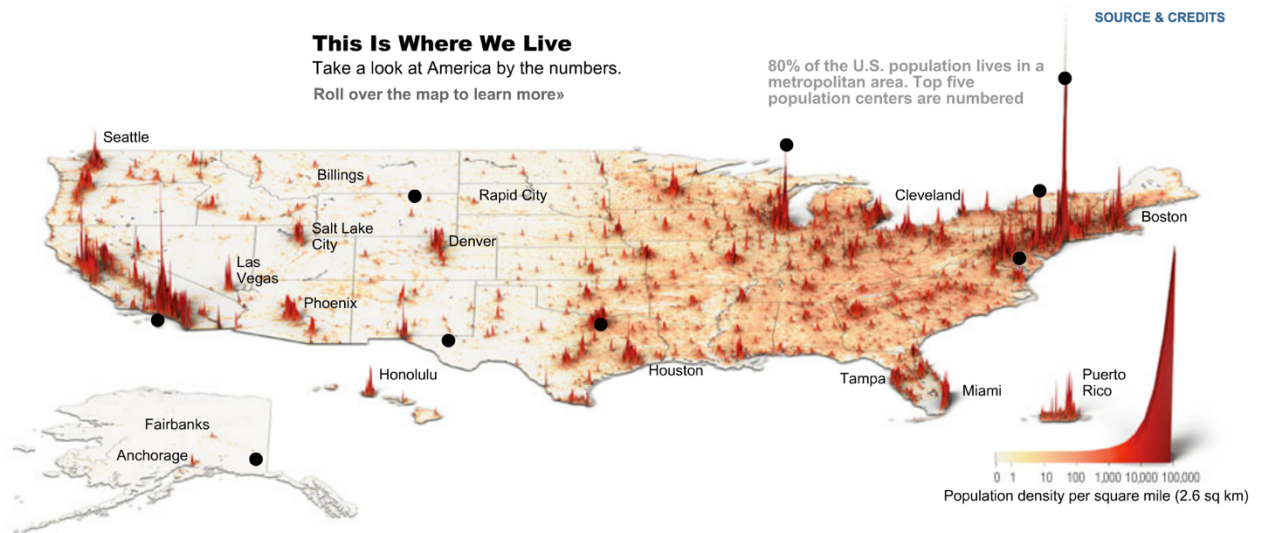 SOURCE & CREDITS
This Is Where We Live
Take a look at America by the numbers.
Roll over the map to learn more»
80% of the U.S. population lives in a
metropolitan area. Top five
population centers are numbered
Seattle
Billings
Rapid City
Cleveland
Boston
Salt Lake
City
Denver
Las
Vegas
Phoenix
Honolulu
Houston
Tampa
Miami
Puerto
Rico
Fairbanks
Anchorage
0 1 10 100 1,000 10,000 100,000
Population density per square mile (2.6 sq km)